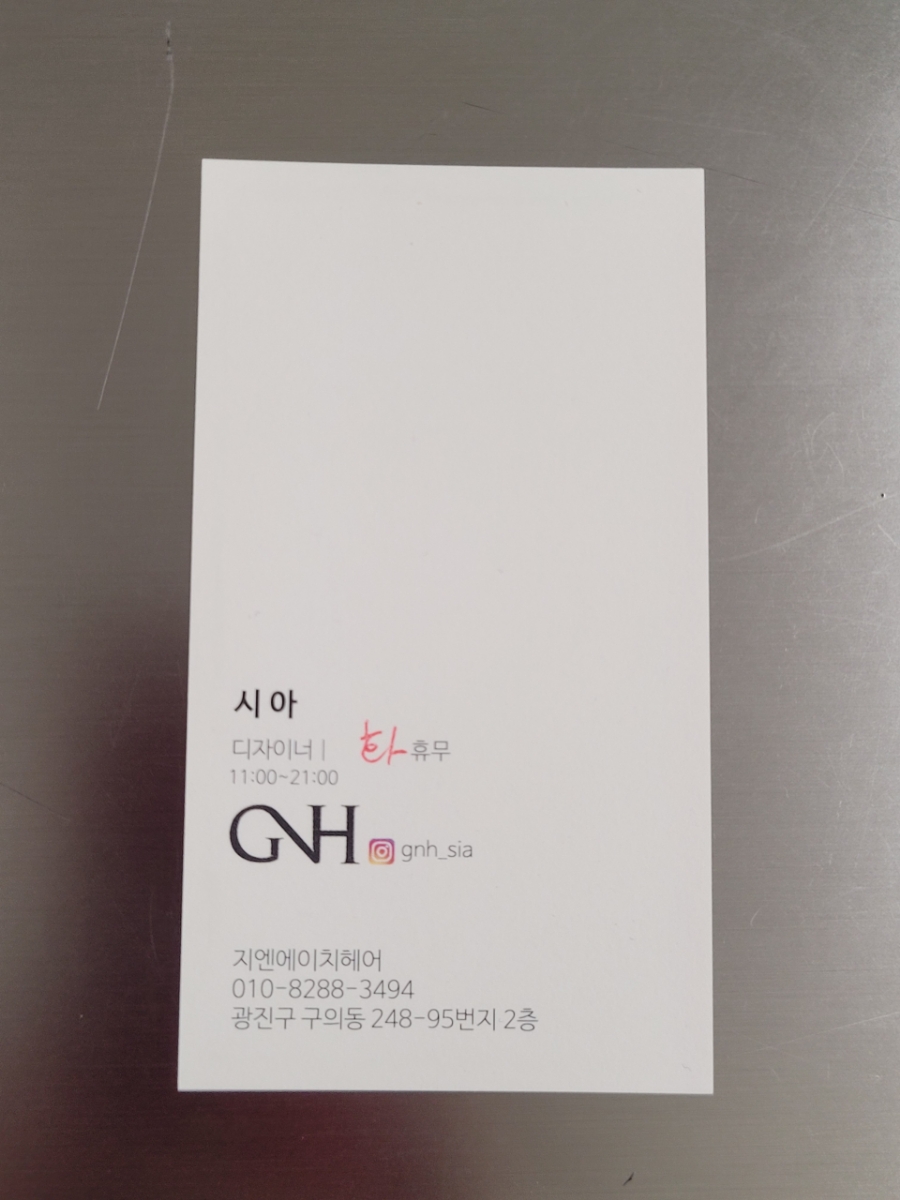 시아
디자이너 | 화 휴무
11:00~21:00
GNH gnh_sia
지엔에이치헤어
010-8288-3494
광진구 구의동 248-95번지 2층